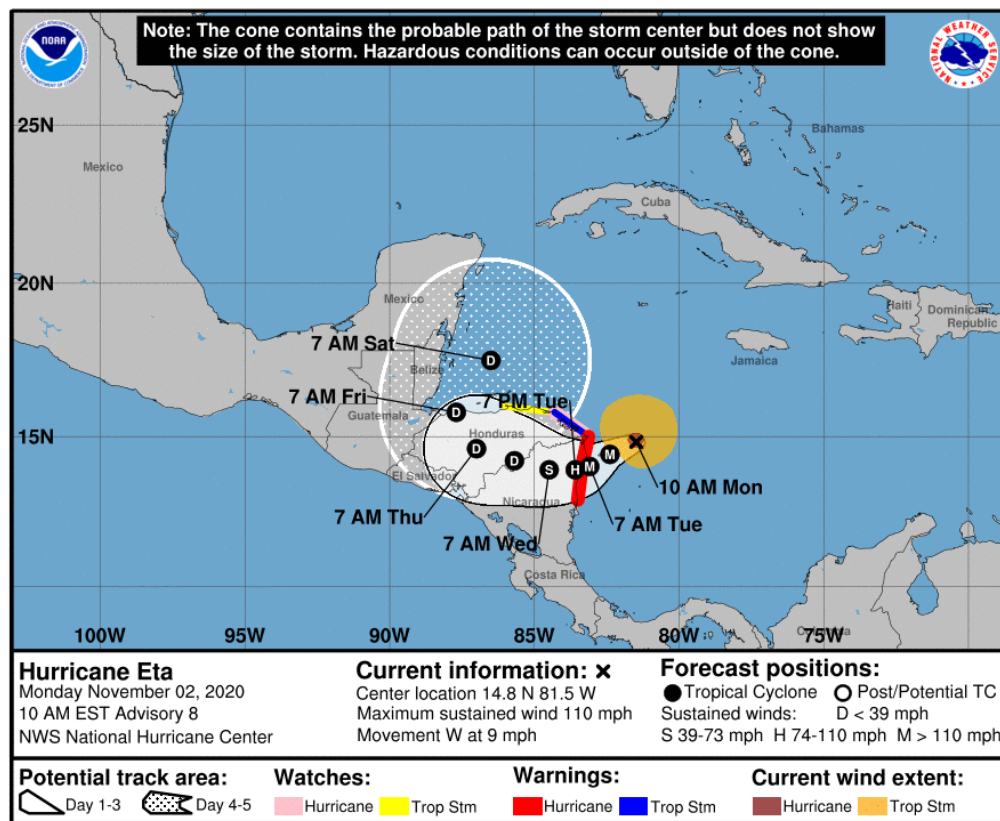 Note: The cone contains the probable path of the storm center but does not show
the size of the storm. Hazardous conditions can occur outside of the cone.
NOAA
NATIONAL WEATHER SERVICE
25N
Mexico
Bahamas
Cuba
20N
Mexico
Haiti
Dominican
Republic
7 AM Sat
D
Jamaica
Belize
7 AM Fri
D
7 PM Tue
Guatemala
15N
Honduras
D
D
S
H
M
M
El Salvador
10 AM Mon
Nicaragua
7 AM Thu
7 AM Tue
7 AM Wed
Costa Rica
100W
95W
90W
85W
80W
75W
Hurricane Eta
Monday November 02, 2020
10 AM EST Advisory 8
NWS National Hurricane Center
Current information: x
Center location 14.8 N 81.5 W
Maximum sustained wind 110 mph
Movement W at 9 mph
Forecast positions:
Tropical Cyclone Post/Potential TC
Sustained winds: D < 39 mph
S 39-73 mph H 74-110 mph M > 110 mph
Potential track area:
Day 1-3 Day 4-5
Watches:
Hurricane Trop Stm
Warnings:
Hurricane Trop Stm
Current wind extent:
Hurricane Trop Stm